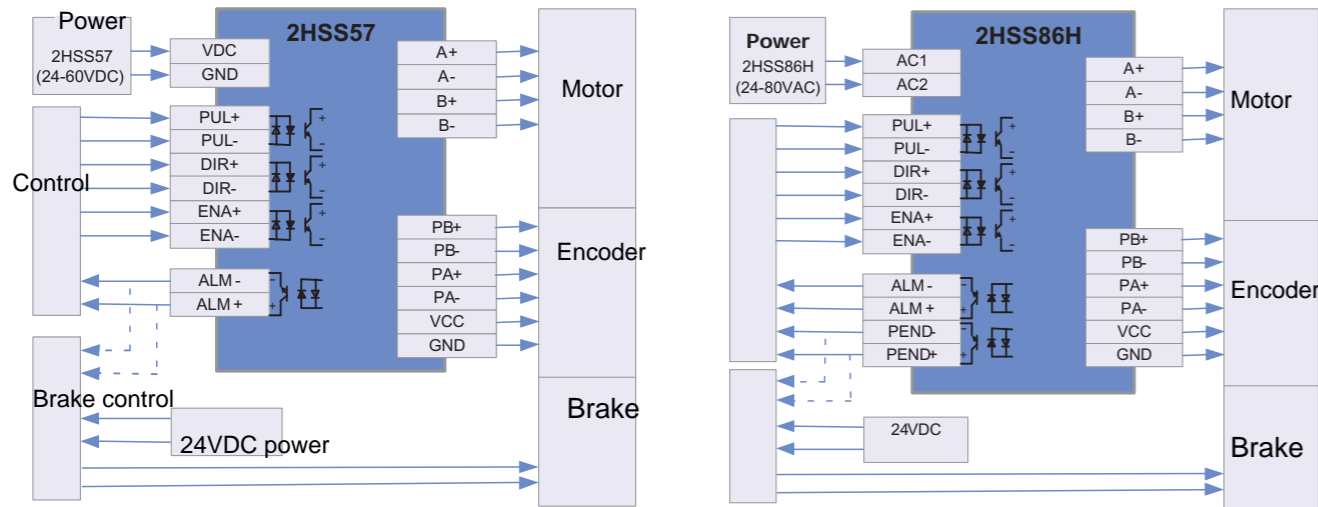 Power
2HSS57
(24-60VDC)
VDC
GND
2HSS57
A+
A-
B+
B-
Motor
Control
PUL+
PUL-
DIR+
DIR-
ENA+
ENA-
+
-
+
-
+
-
ALM -
ALM +
-
+
PB+
PB-
PA+
PA-
VCC
GND
Encoder
Brake control
24VDC power
Brake
Power
2HSS86H
(24-80VAC)
AC1
AC2
2HSS86H
A+
A-
B+
B-
Motor
PUL+
PUL-
DIR+
DIR-
ENA+
ENA-
+
-
+
-
+
-
ALM -
ALM +
PEND-
PEND+
-
+
-
+
PB+
PB-
PA+
PA-
VCC
GND
Encoder
24VDC
Brake